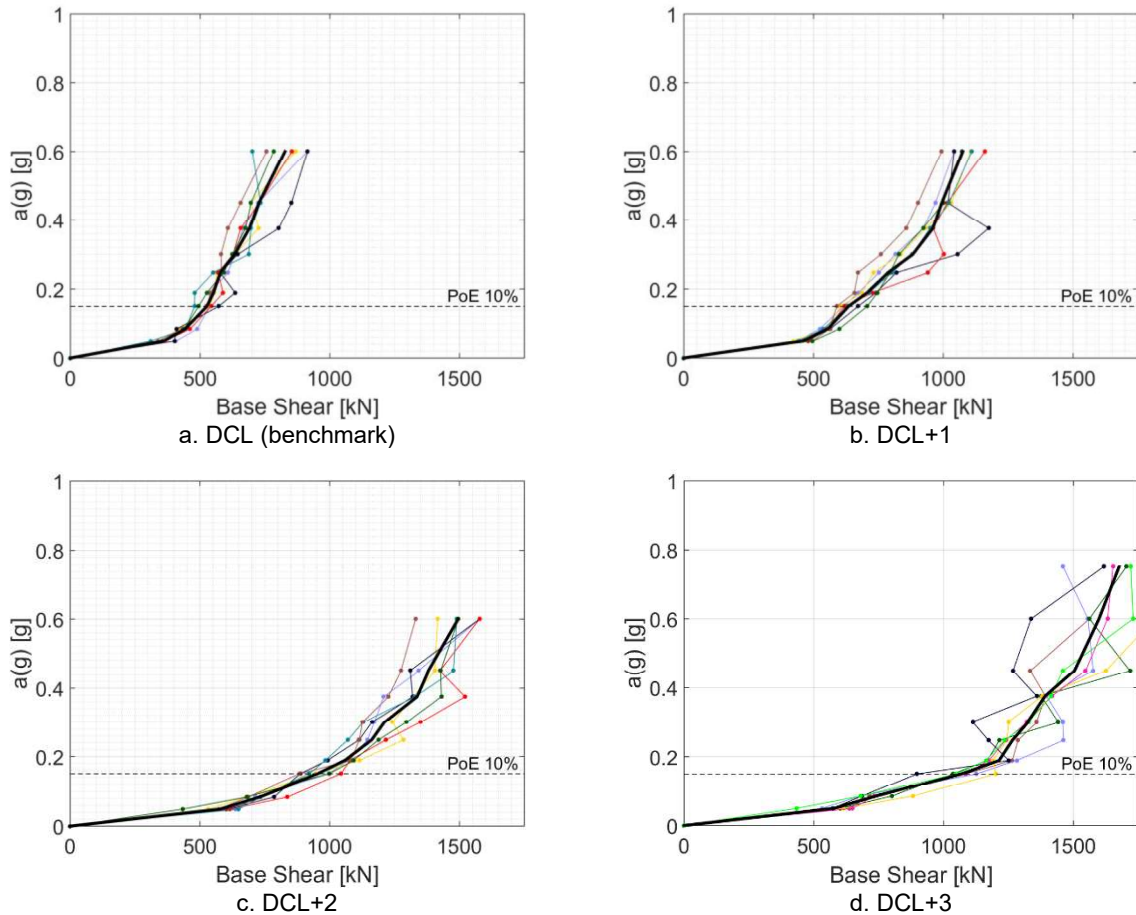 1
0.8
0.6
0.4
0.2
0
a(g) [g]
PoE 10%
0 500 1000 1500
Base Shear [kN]
a. DCL (benchmark)
1
0.8
0.6
0.4
0.2
0
a(g) [g]
PoE 10%
0 500 1000 1500
Base Shear [kN]
b. DCL+1
1
0.8
0.6
0.4
0.2
0
a(g) [g]
PoE 10%
0 500 1000 1500
Base Shear [kN]
c. DCL+2
1
0.8
0.6
0.4
0.2
0
a(g) [g]
PoE 10%
0 500 1000 1500
Base Shear [kN]
d. DCL+3